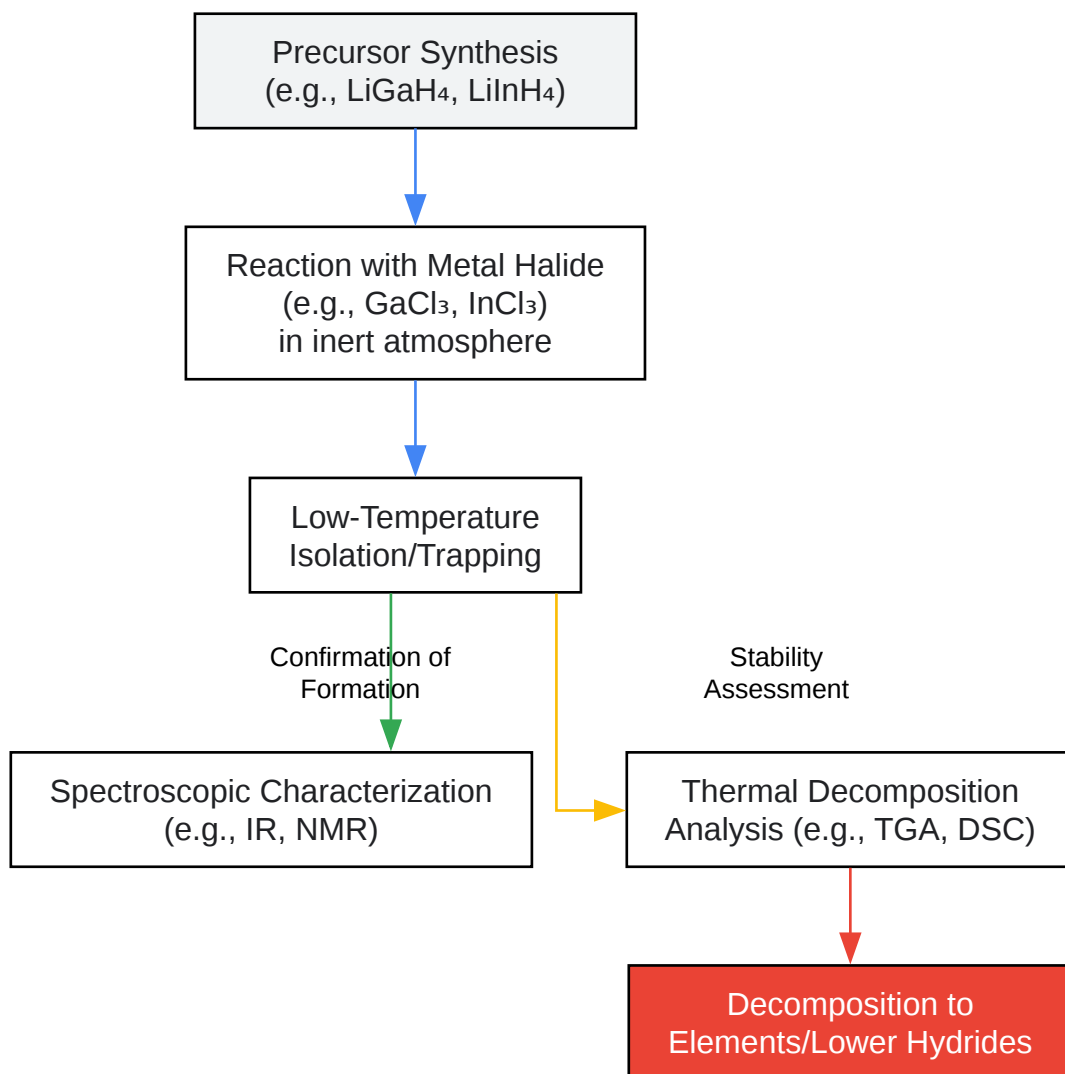 Precursor Synthesis
(e.g., LiGaH₄, LiInH₄)
Reaction with Metal Halide
(e.g., GaCl₃, InCl₃)
in inert atmosphere
Low-Temperature
Isolation/Trapping
Confirmation of
Formation
Stability
Assessment
Spectroscopic Characterization
(e.g., IR, NMR)
Thermal Decomposition
Analysis (e.g., TGA, DSC)
Decomposition to
Elements/Lower Hydrides